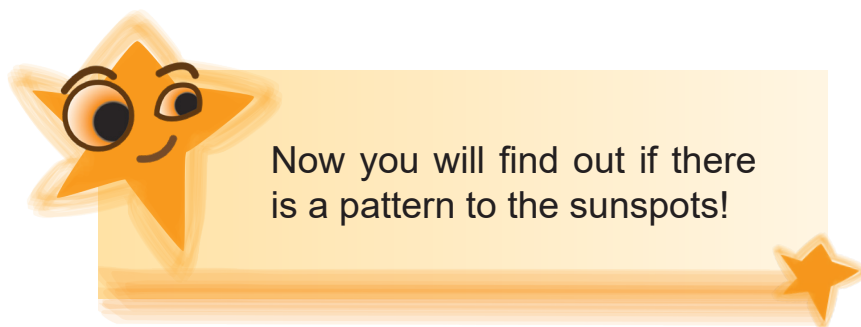 Now you will find out if there
is a pattern to the sunspots!